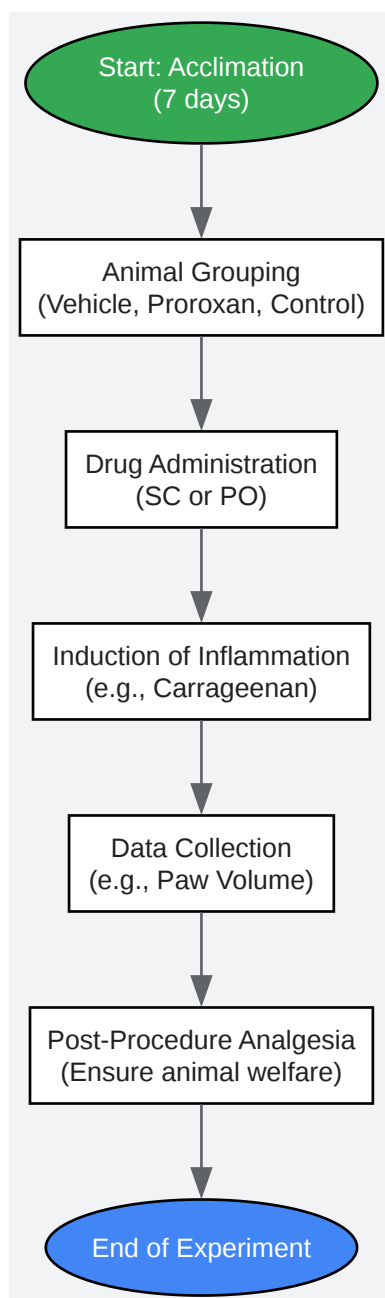 Start: Acclimation
(7 days)
Animal Grouping
(Vehicle, Proroxan, Control)
Drug Administration
(SC or PO)
Induction of Inflammation
(e.g., Carrageenan)
Data Collection
(e.g., Paw Volume)
Post-Procedure Analgesia
(Ensure animal welfare)
End of Experiment